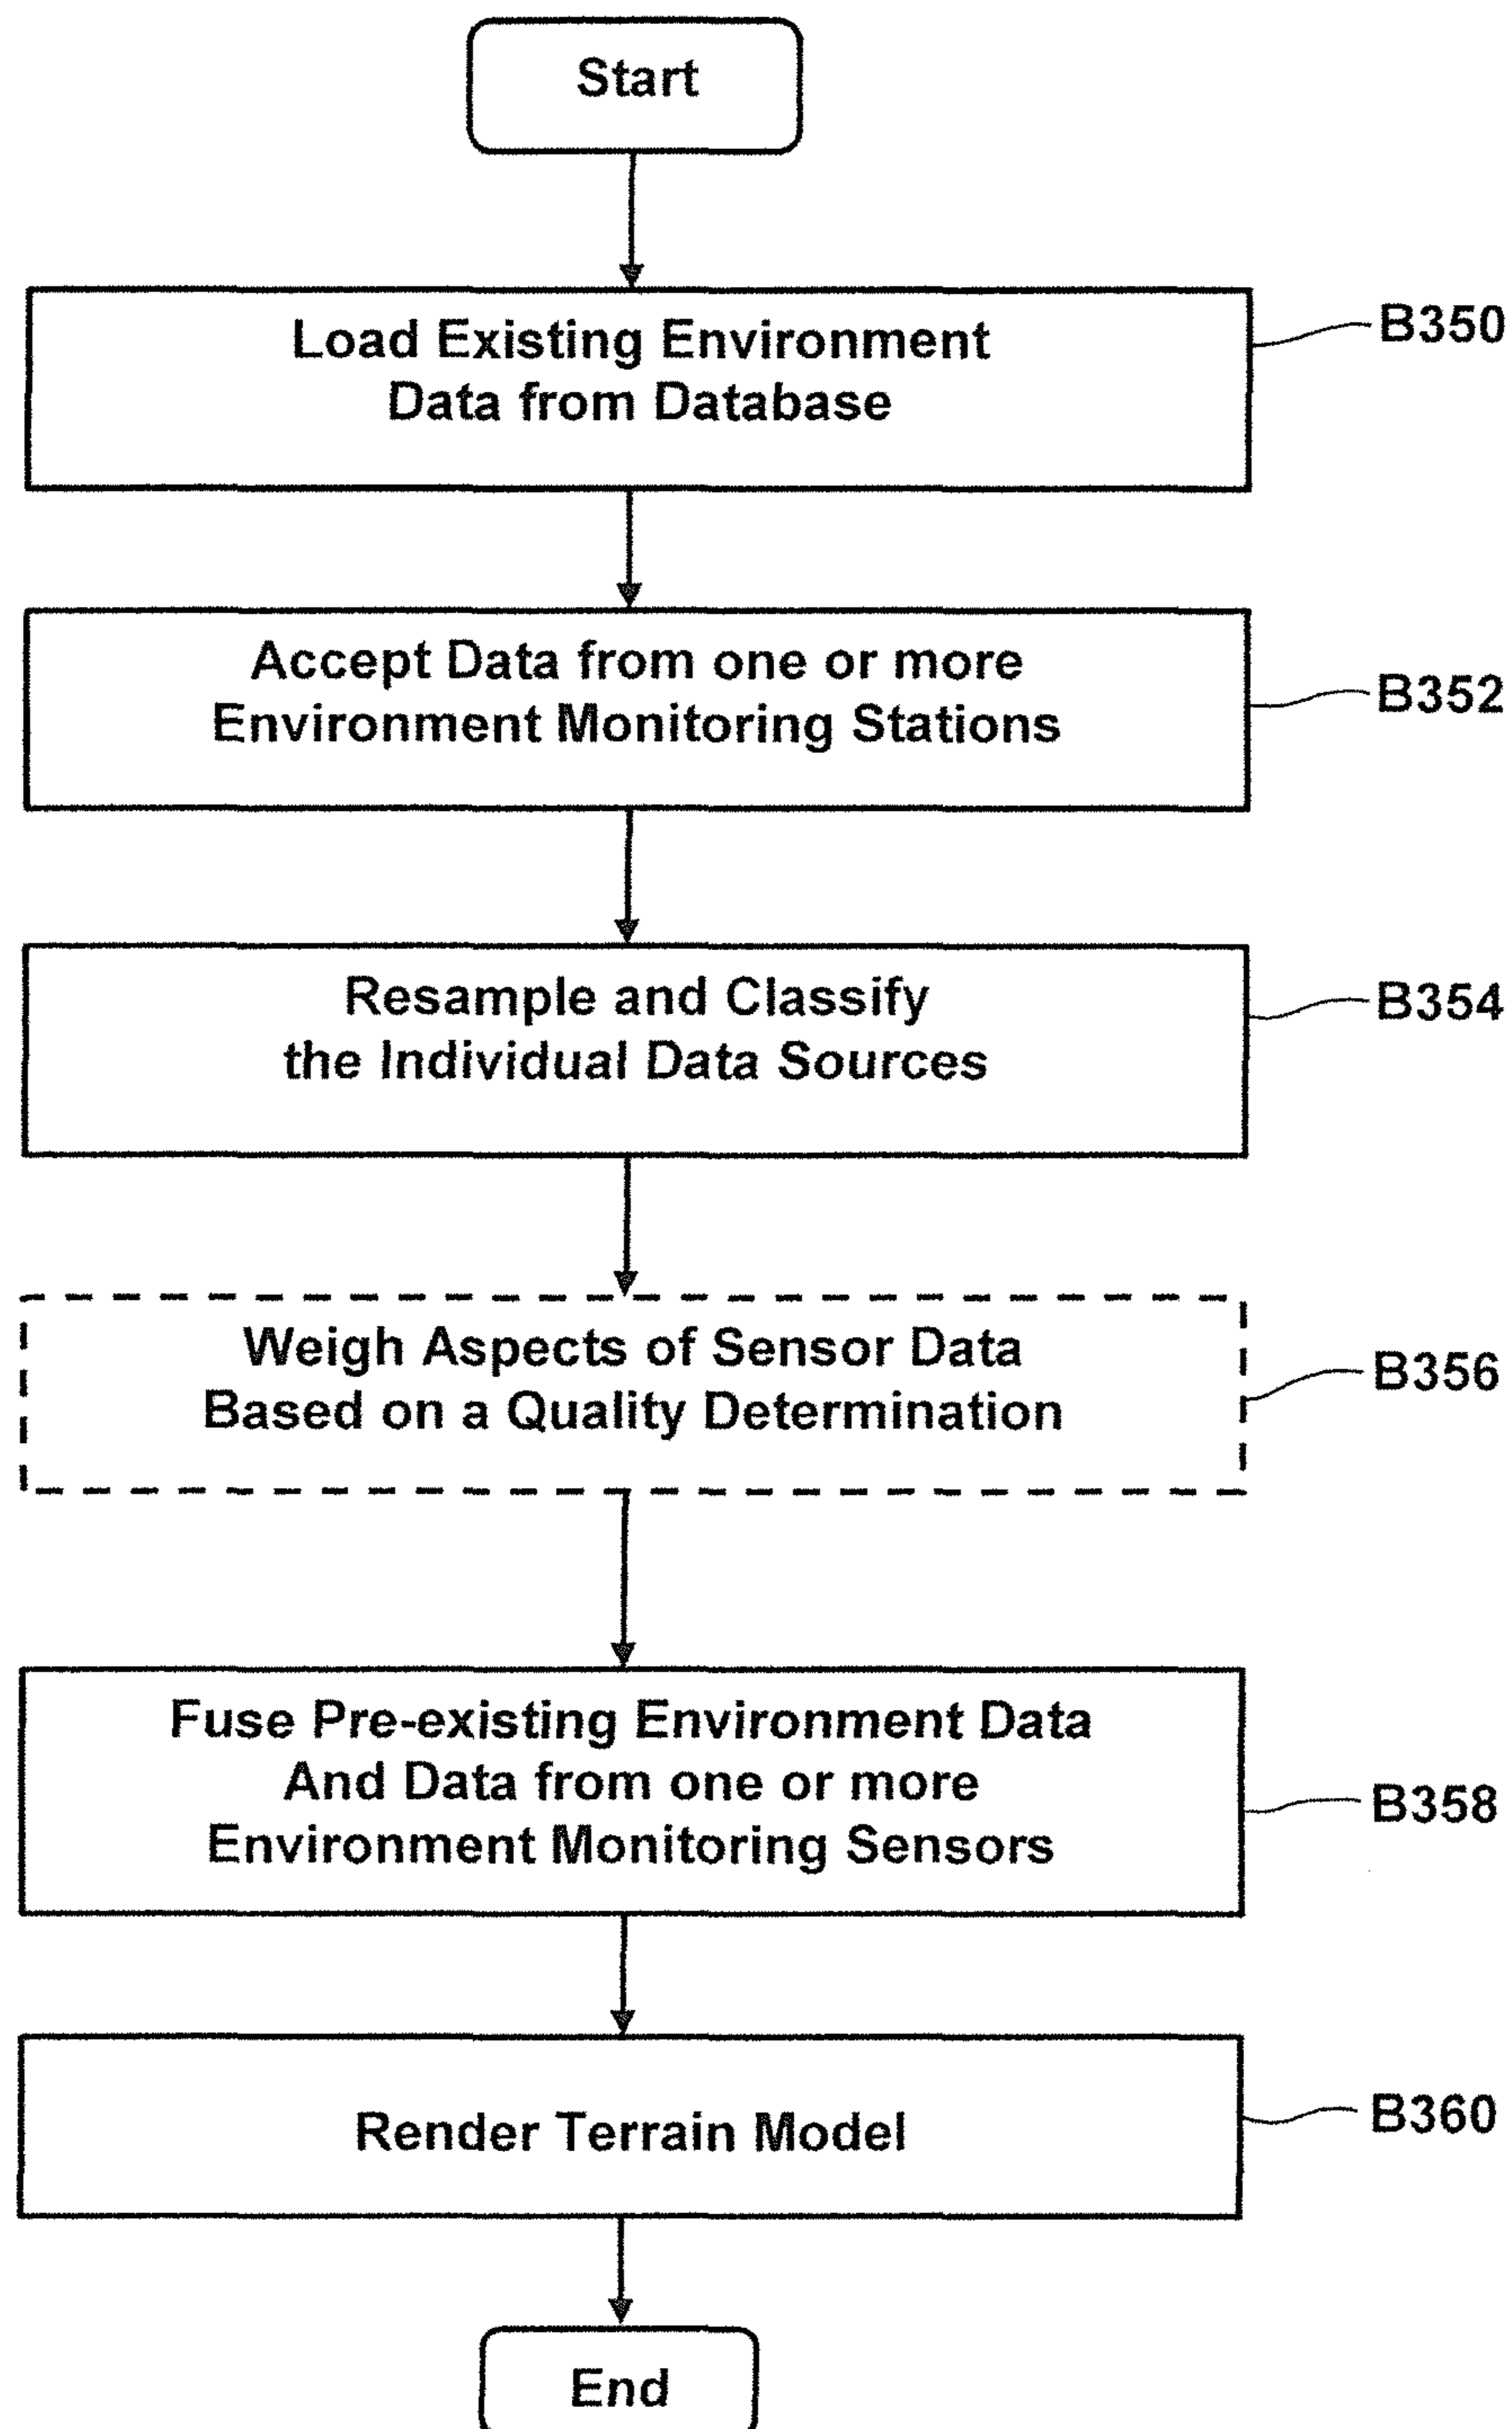 Start
Load Existing Environment
Data from Database
B350
Accept Data from one or more
Environment Monitoring Stations
B352
Resample and Classify
the Individual Data Sources
B354
Weigh Aspects of Sensor Data
Based on a Quality Determination
B356
Fuse Pre-existing Environment Data
And Data from one or more
Environment Monitoring Sensors
B358
Render Terrain Model
B360
End